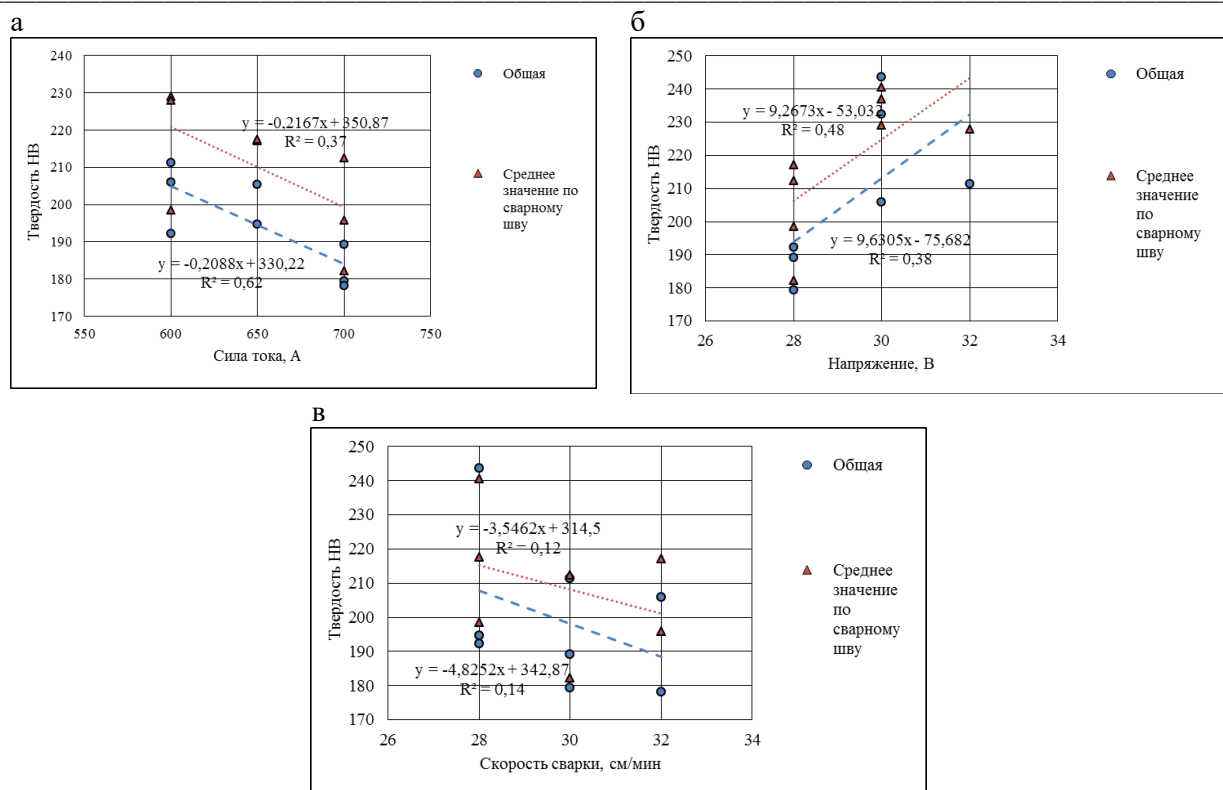 а
240
230
220
210
200
190
180
170
550
600
650
700
750
Твердость HB
Сила тока, А
y = -0,2167x + 350,87
R² = 0,37
y = -0,2088x + 330,22
R² = 0,62
Общая
Среднее
значение по
сварному
шву
б
250
240
230
220
210
200
190
180
170
26
28
30
32
34
Твердость HB
Напряжение, В
y = 9,2673x - 53,032
R² = 0,48
y = 9,6305x - 75,682
R² = 0,38
Общая
Среднее
значение
по
сварному
шву
в
250
240
230
220
210
200
190
180
170
26
28
30
32
34
Твердость HB
Скорость сварки, см/мин
y = -3,5462x + 314,5
R² = 0,12
y = -4,8252x + 342,87
R² = 0,14
Общая
Среднее
значение
по
сварному
шву